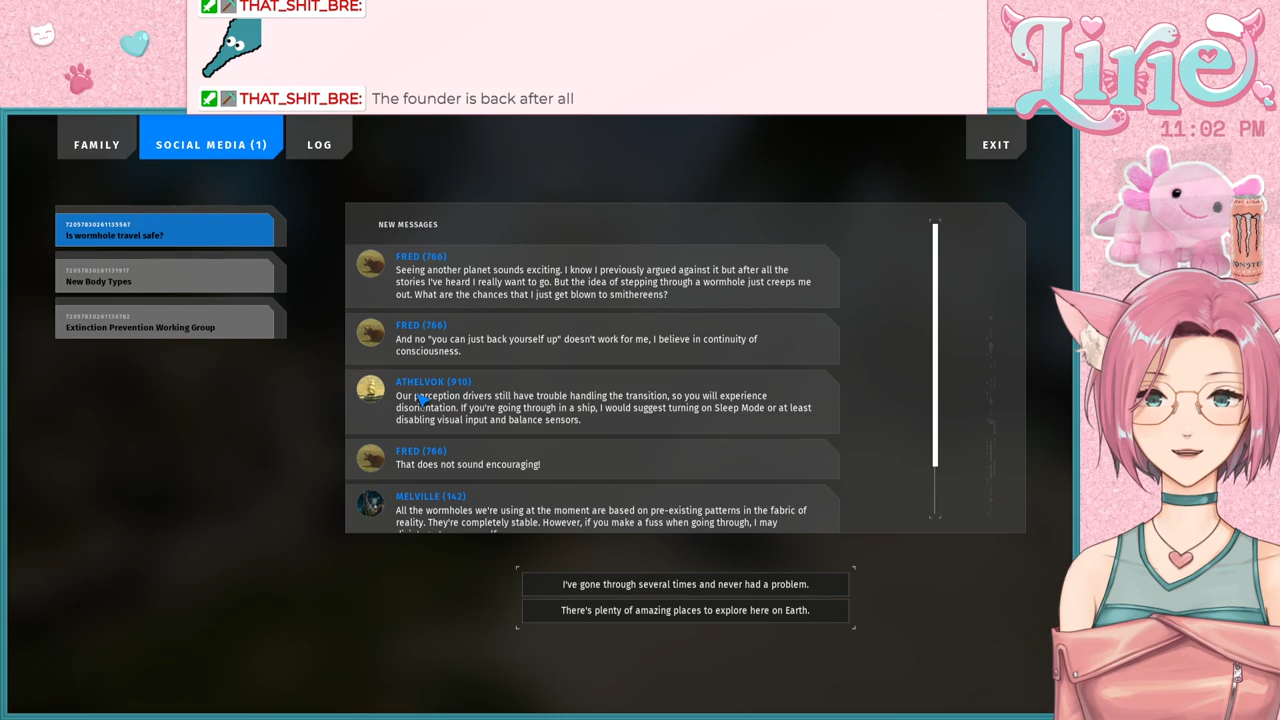 THAT_SHIT_BRE:
THAT_SHIT_BRE: The founder is back after all
Lirie
11:02 PM
FAMILY
SOCIAL MEDIA (1)
LOG
EXIT
72057830261135567
Is wormhole travel safe?
72057830261131917
New Body Types
72057830261136782
Extinction Prevention Working Group
NEW MESSAGES
FRED (766)
Seeing another planet sounds exciting. I know I previously argued against it but after all the
stories I've heard I really want to go. But the idea of stepping through a wormhole just creeps me
out. What are the chances that I just get blown to smithereens?
FRED (766)
And no "you can just back yourself up" doesn't work for me, I believe in continuity of
consciousness.
ATHELVOK (910)
Our perception drivers still have trouble handling the transition, so you will experience
disorientation. If you're going through in a ship, I would suggest turning on Sleep Mode or at least
disabling visual input and balance sensors.
FRED (766)
That does not sound encouraging!
MELVILLE (142)
All the wormholes we're using at the moment are based on pre-existing patterns in the fabric of
reality. They're completely stable. However, if you make a fuss when going through, I may
I've gone through several times and never had a problem.
There's plenty of amazing places to explore here on Earth.